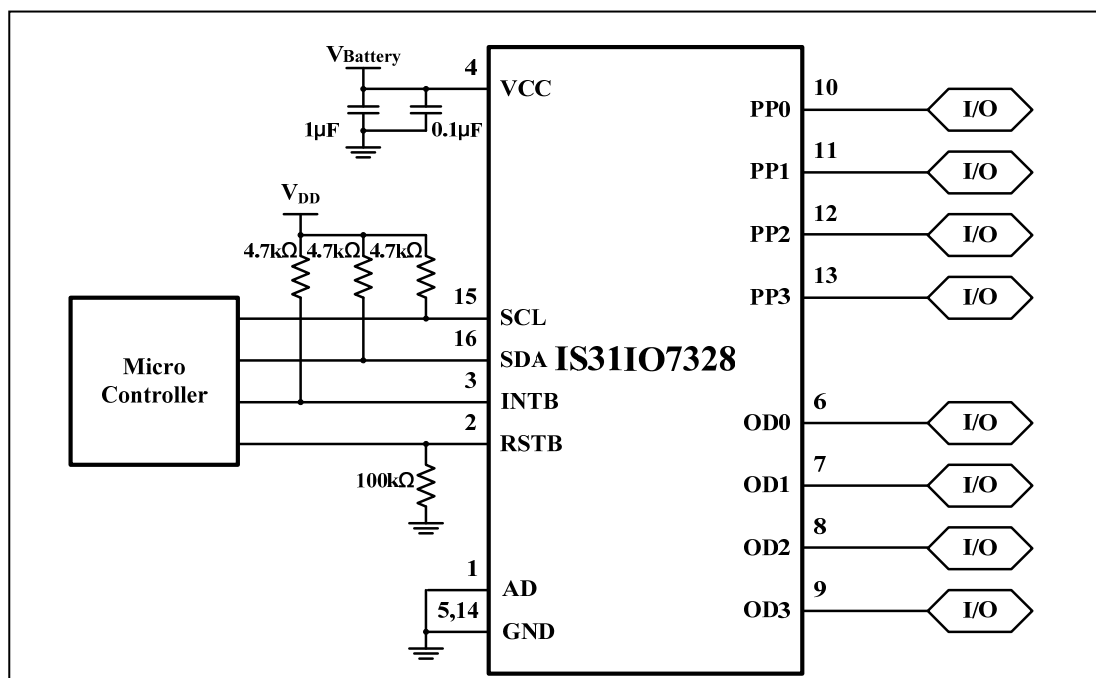 VBattery
4
VCC
1µF
0.1µF
VDD
4.7kΩ 4.7kΩ 4.7kΩ
Micro
Controller
15
SCL
16
SDA
3
INTB
2
RSTB
100kΩ
1
AD
5,14
GND
IS31IO7328
PP0
10
I/O
PP1
11
I/O
PP2
12
I/O
PP3
13
I/O
OD0
6
I/O
OD1
7
I/O
OD2
8
I/O
OD3
9
I/O